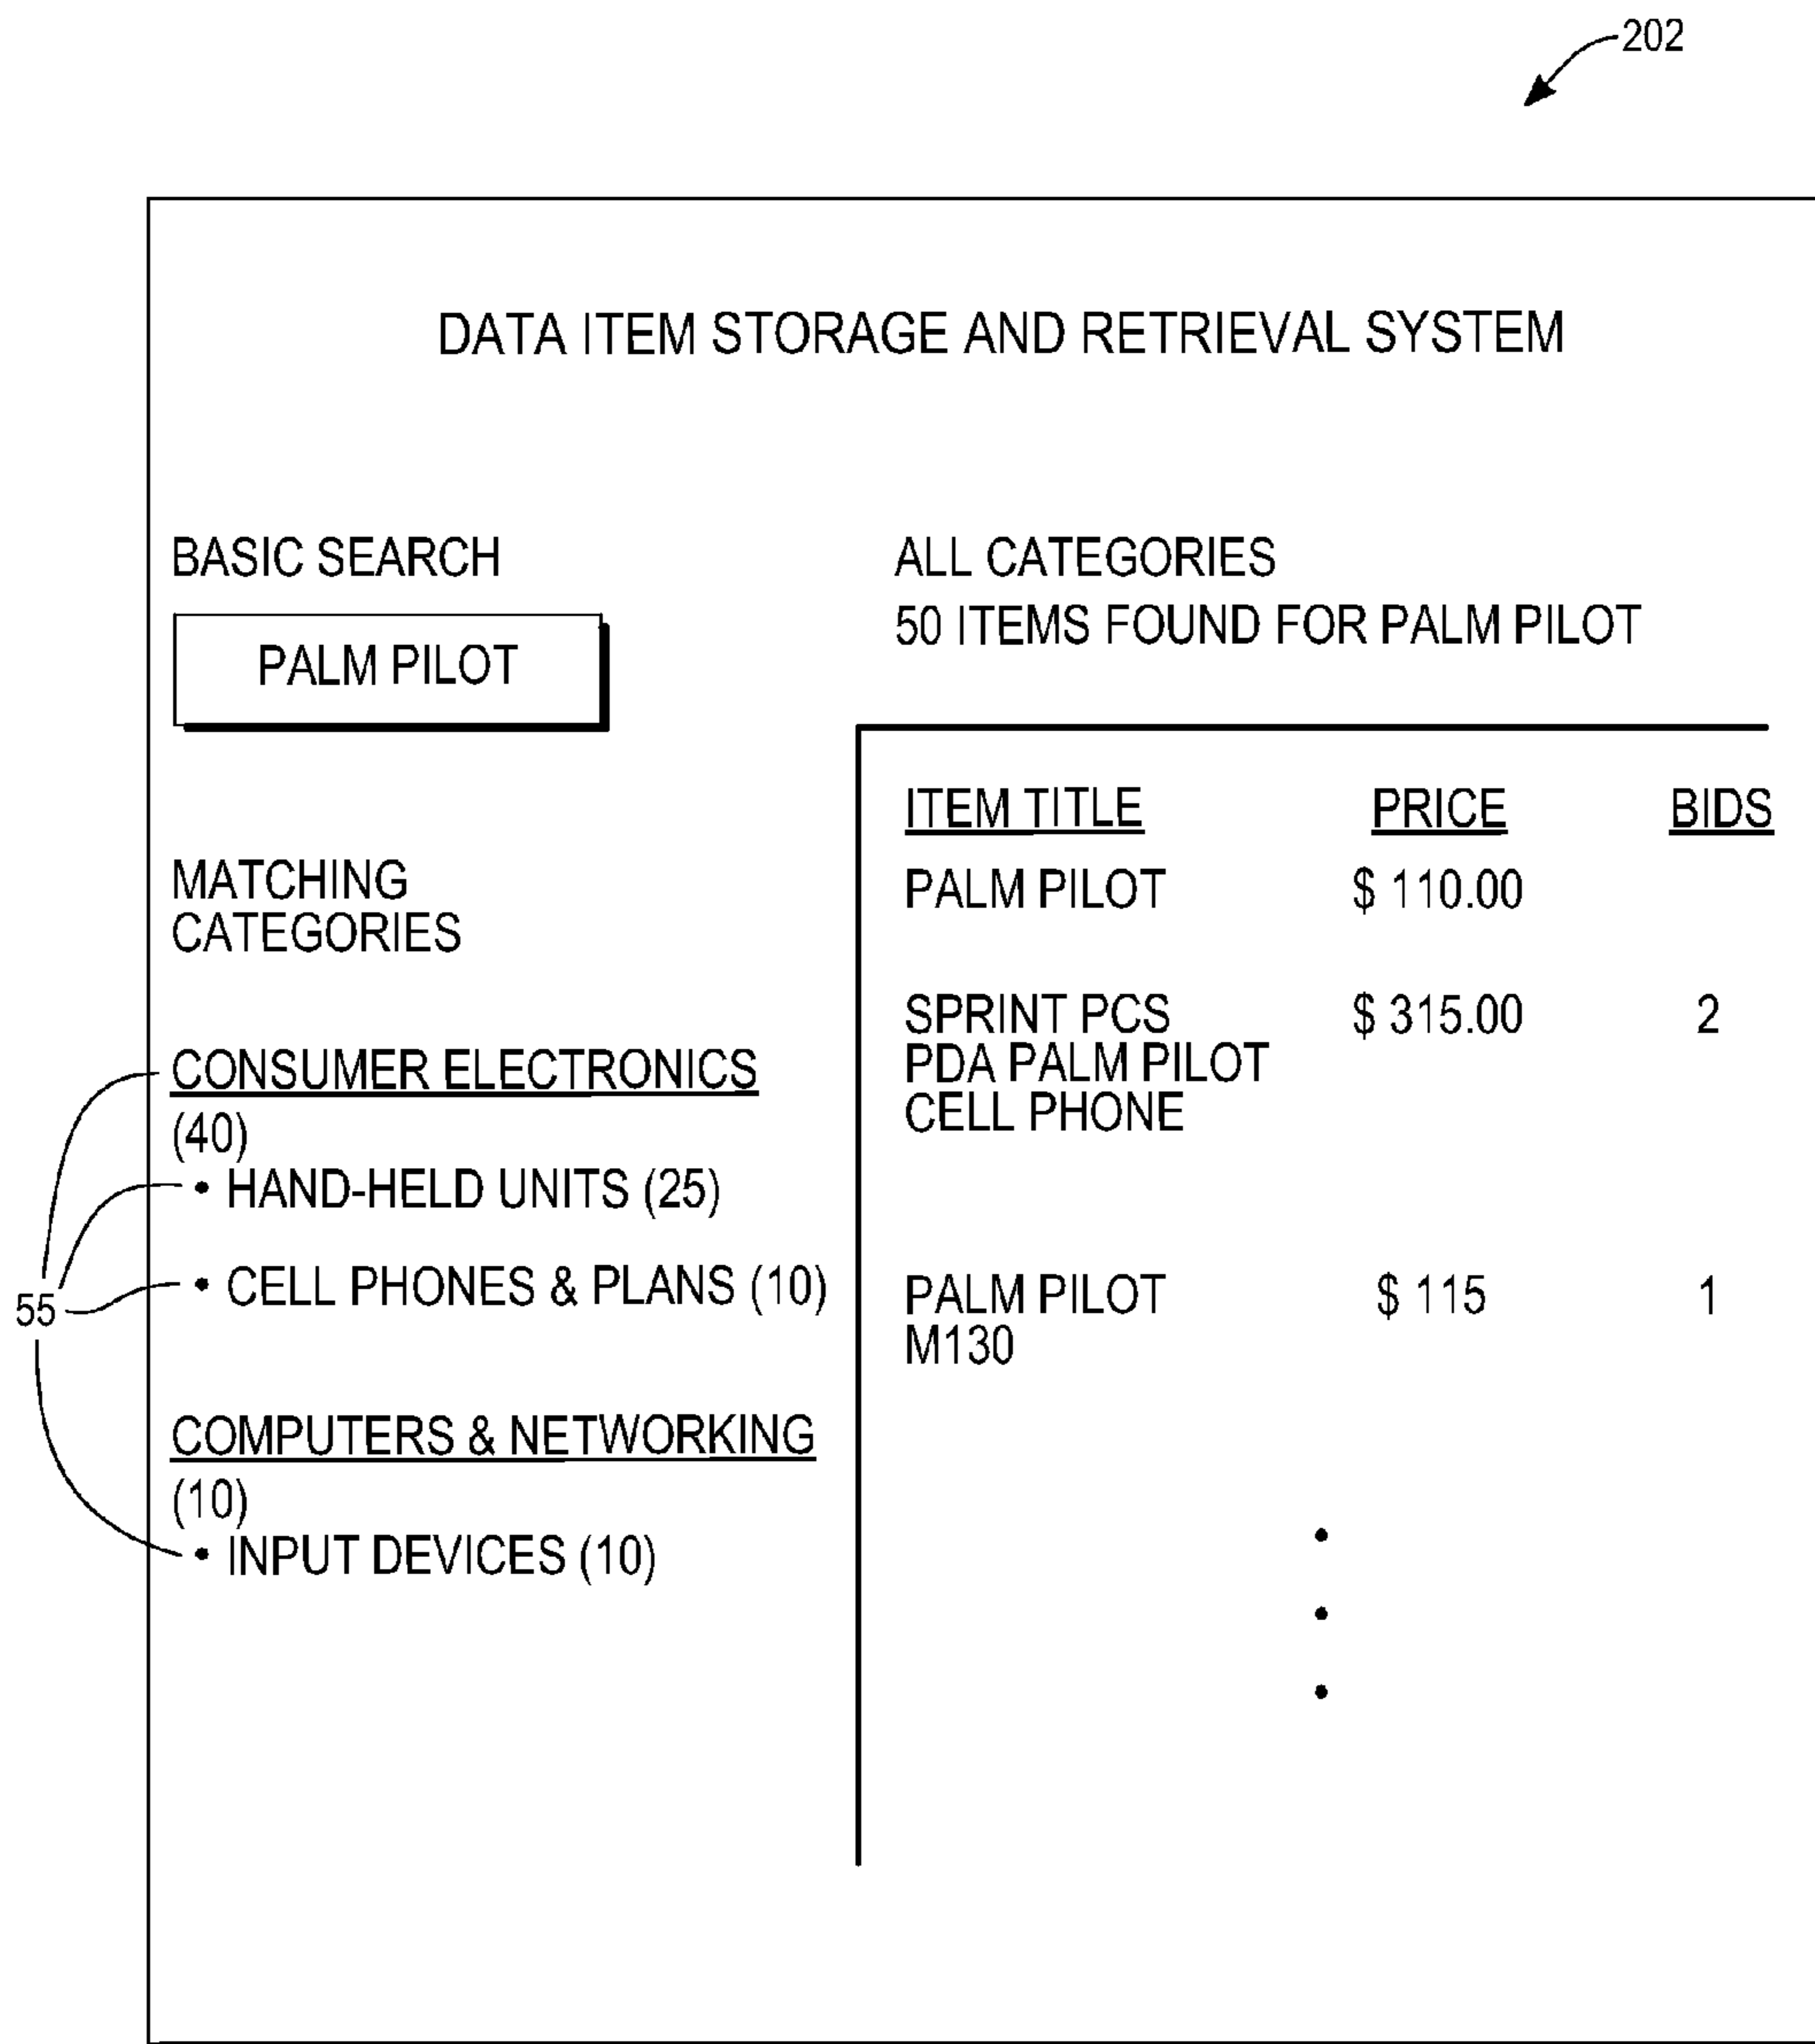 202
DATA ITEM STORAGE AND RETRIEVAL SYSTEM
BASIC SEARCH
PALM PILOT
MATCHING
CATEGORIES
CONSUMER ELECTRONICS
(40)
• HAND-HELD UNITS (25)
• CELL PHONES & PLANS (10)
55
COMPUTERS & NETWORKING
(10)
• INPUT DEVICES (10)
ALL CATEGORIES
50 ITEMS FOUND FOR PALM PILOT
ITEM TITLE PRICE BIDS
PALM PILOT $ 110.00
SPRINT PCS $ 315.00 2
PDA PALM PILOT
CELL PHONE
PALM PILOT $ 115 1
M130